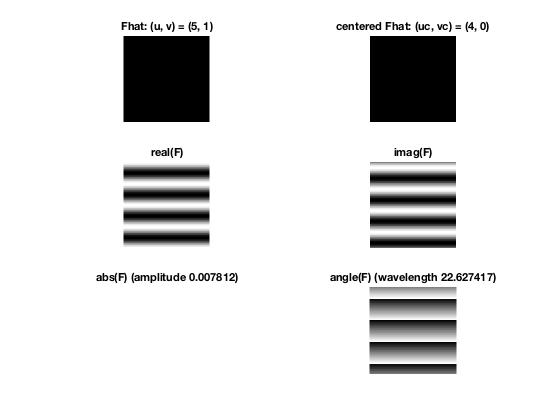 Fhat: (u, v) = (5, 1)
centered Fhat: (uc, vc) = (4, 0)
real(F)
imag(F)
abs(F) (amplitude 0.007812)
angle(F) (wavelength 22.627417)